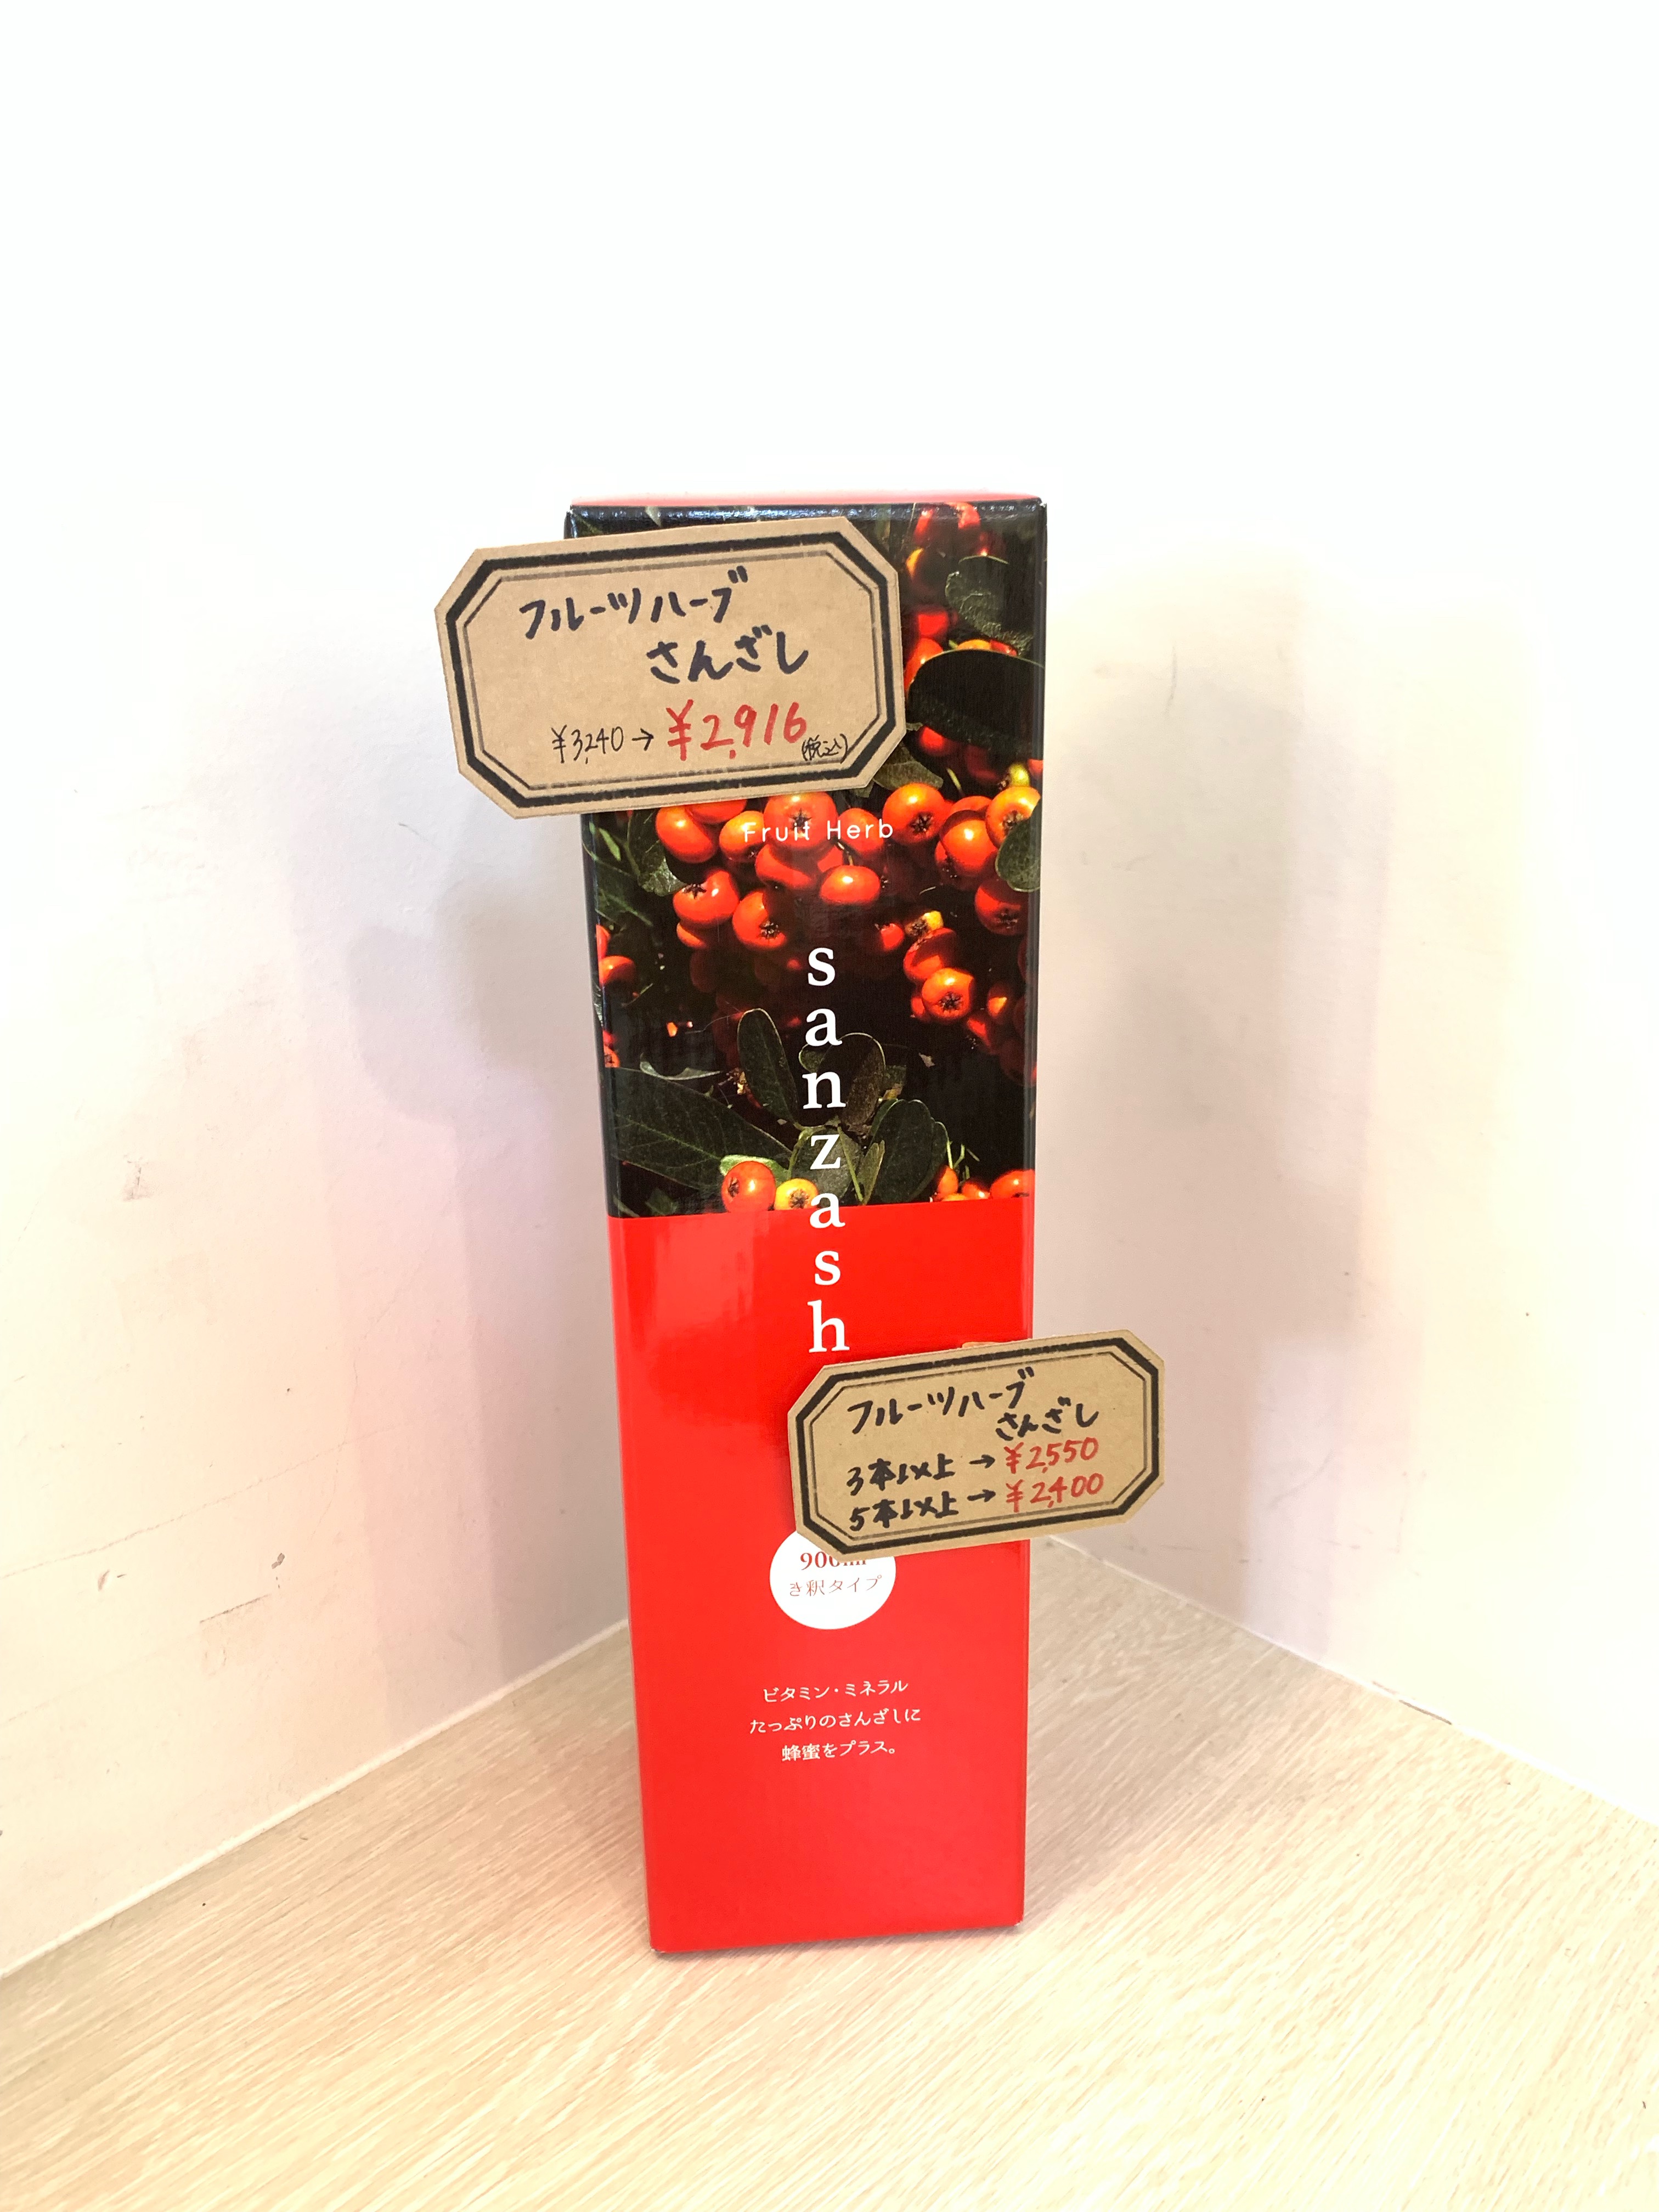 フルーツハーブ
さんざし
¥3,240→¥2,916(税込)
Fruit Herb
sanzash
フルーツハーブ
さんざし
3本以上→¥2,550
5本以上→¥2,400
き釈タイプ
ビタミン・ミネラル
たっぷりのさんざしに
蜂蜜をプラス。